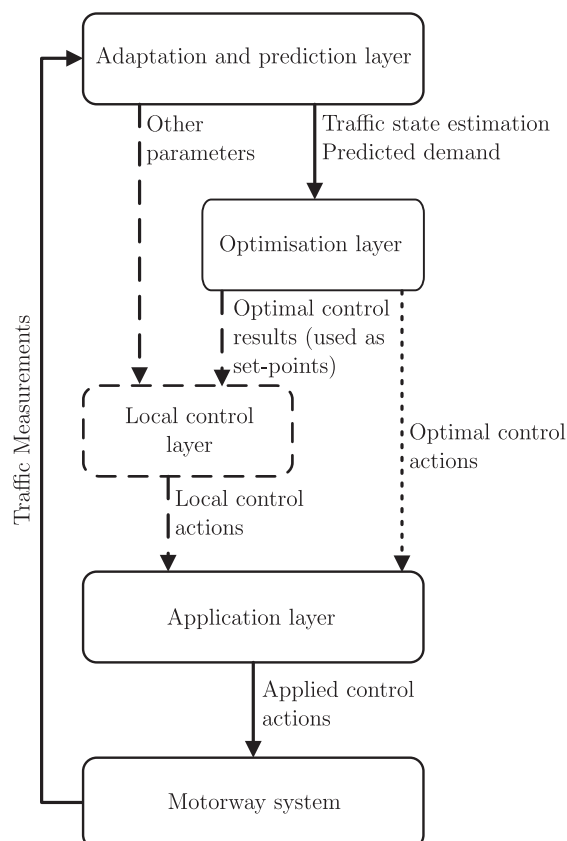 Adaptation and prediction layer
Other
parameters
Traffic state estimation
Predicted demand
Optimisation layer
Optimal control
results (used as
set-points)
Local control
layer
Optimal control
actions
Local control
actions
Traffic Measurements
Application layer
Applied control
actions
Motorway system